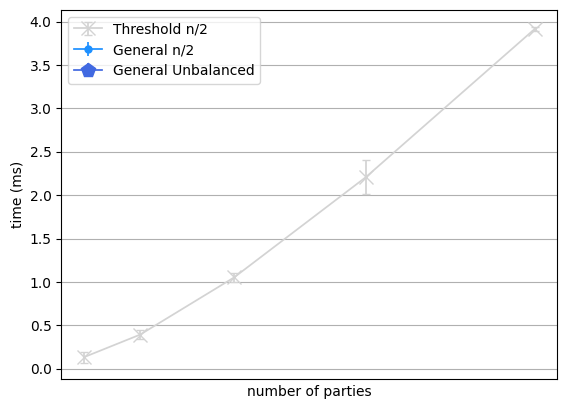 Threshold n/2
General n/2
General Unbalanced
4.0
3.5
3.0
2.5
2.0
1.5
1.0
0.5
0.0
time (ms)
number of parties